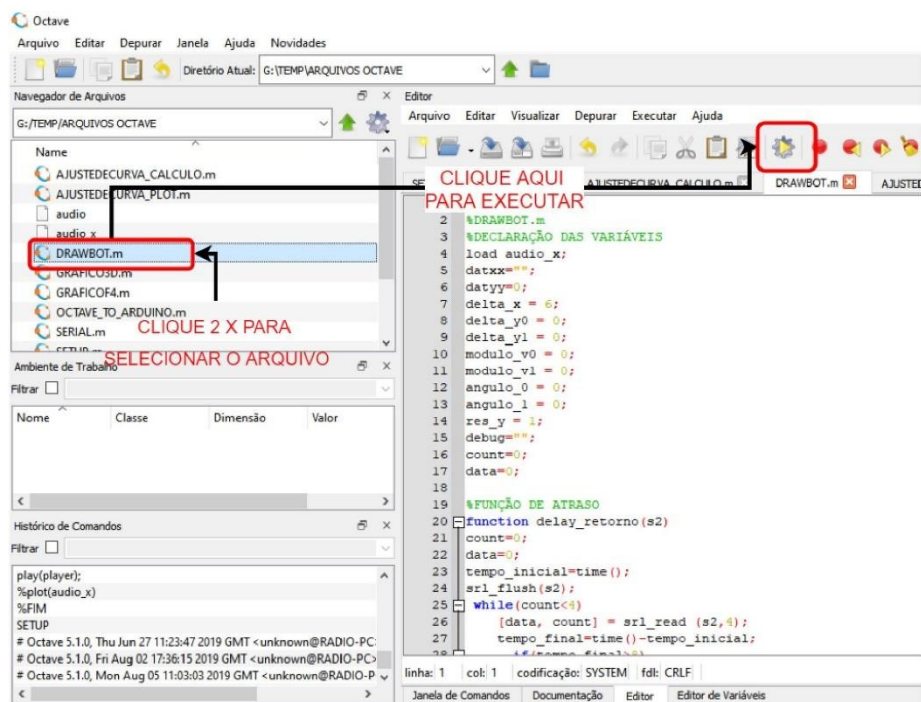 Octave
Arquivo Editar Depurar Janela Ajuda Novidades
Diretório Atual: G:\TEMP\ARQUIVOS OCTAVE
Navegador de Arquivos
G:/TEMP/ARQUIVOS OCTAVE
Name
AJUSTEDECURVA_CALCULO.m
AJUSTEDECURVA_PLOT.m
audio
audio_x
DRAWBOT.m
GRAFICO3D.m
GRAFICOF4.m
OCTAVE_TO_ARDUINO.m
SERIAL.m
SETUP.m
CLIQUE 2 X PARA
SELECIONAR O ARQUIVO
Ambiente de Trabalho
Filtrar
Nome Classe Dimensão Valor
Histórico de Comandos
Filtrar
play(player);
%plot(audio_x)
%FIM
SETUP
# Octave 5.1.0, Thu Jun 27 11:23:47 2019 GMT <unknown@RADIO-PC>
# Octave 5.1.0, Fri Aug 02 17:36:15 2019 GMT <unknown@RADIO-PC>
# Octave 5.1.0, Mon Aug 05 11:03:03 2019 GMT <unknown@RADIO-P
Editor
Arquivo Editar Visualizar Depurar Executar Ajuda
CLIQUE AQUI
PARA EXECUTAR
AJUSTEDECURVA_CALCULO.m DRAWBOT.m AJUSTED
2 %DRAWBOT.m
3 %DECLARAÇÃO DAS VARIÁVEIS
4 load audio_x;
5 datxx="";
6 datyy=0;
7 delta_x = 6;
8 delta_y0 = 0;
9 delta_y1 = 0;
10 modulo_v0 = 0;
11 modulo_v1 = 0;
12 angulo_0 = 0;
13 angulo_1 = 0;
14 res_y = 1;
15 debug="";
16 count=0;
17 data=0;
18
19 %FUNÇÃO DE ATRASO
20 function delay_retorno(s2)
21 count=0;
22 data=0;
23 tempo_inicial=time();
24 srl_flush(s2);
25 while(count<4)
26 [data, count] = srl_read (s2,4);
27 tempo_final=time()-tempo_inicial;
28 if(tempo_final>8)
linha: 1 col: 1 codificação: SYSTEM fdl: CRLF
Janela de Comandos Documentação Editor Editor de Variáveis